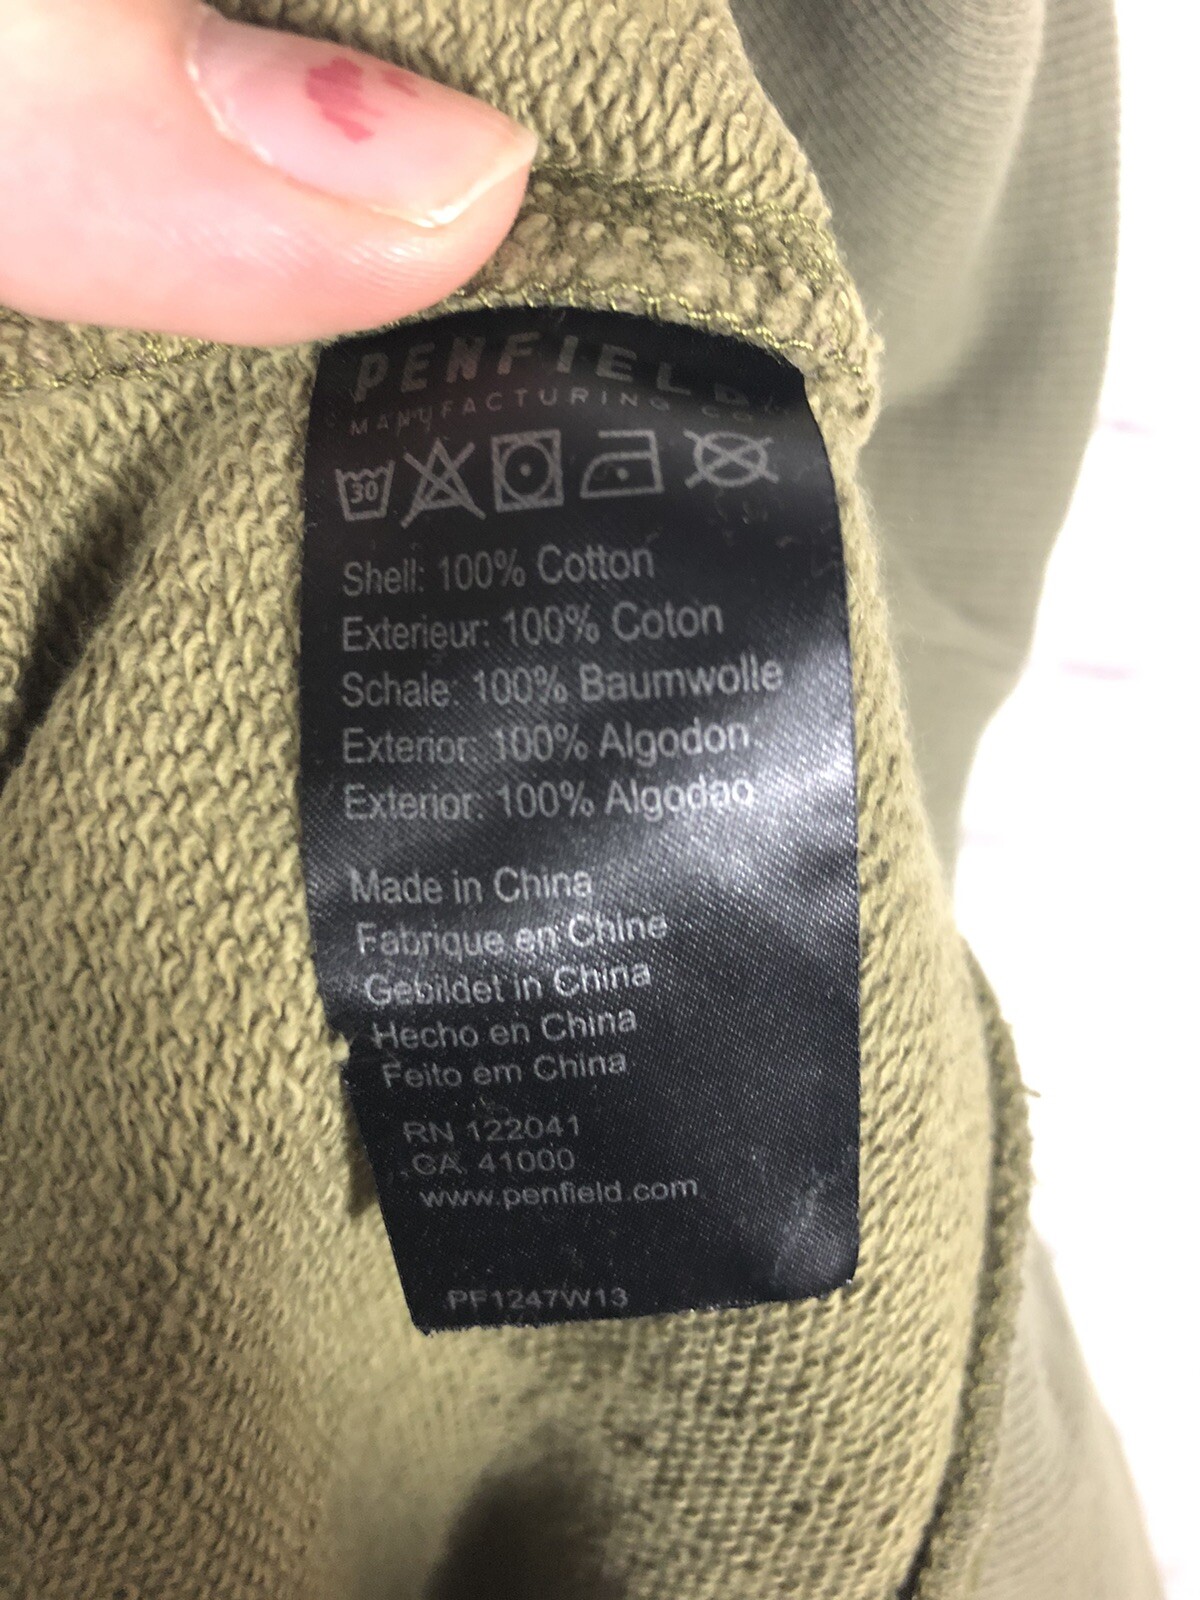 PENFIELD
MANUFACTURING CO.
30
Shell: 100% Cotton
Exterieur: 100% Coton
Schale: 100% Baumwolle
Exterior: 100% Algodon
Exterior: 100% Algodao
Made in China
Fabrique en Chine
Gebildet in China
Hecho en China
Feito em China
RN 122041
CA 41000
www.penfield.com
PF1247W13